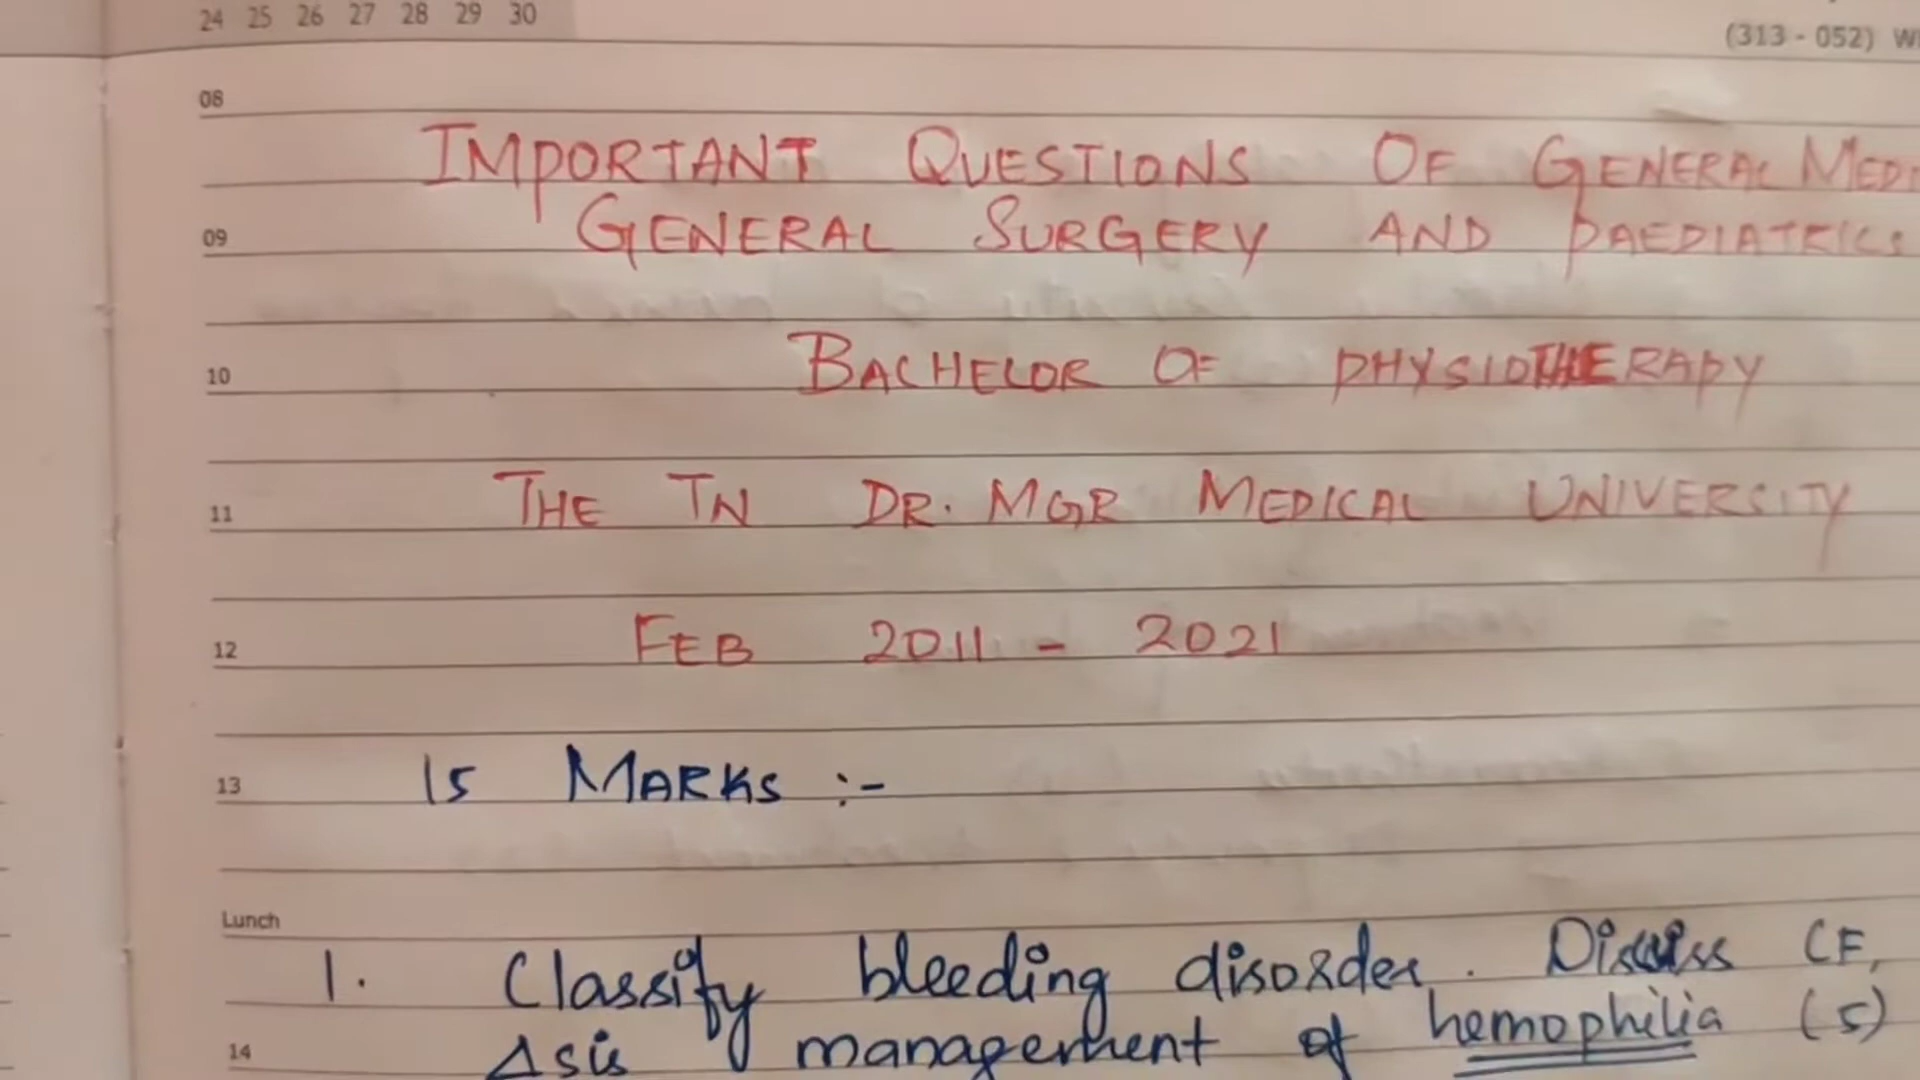 24 25 26 27 28 29 30
(313 - 052)
08
IMPORTANT QUESTIONS OF GENERAL MEDI
09 GENERAL SURGERY AND PAEDIATRICS
10 BACHELOR OF PHYSIOTHERAPY
11 THE TN DR. MGR MEDICAL UNIVERSITY
12 FEB 2011 - 2021
13 15 MARKS :-
Lunch
1. Classify bleeding disorder. Discuss CF,
14 Δsis management of hemophilia (5)